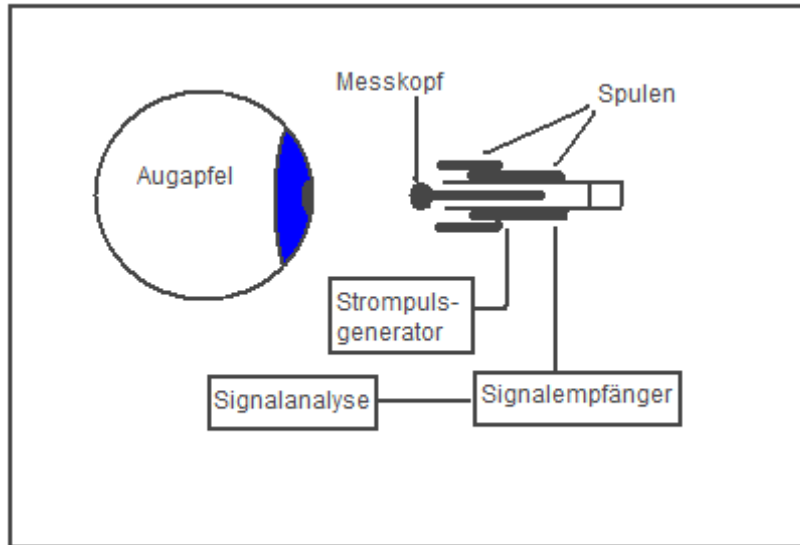 Messkopf
Spulen
Augapfel
Strompuls-
generator
Signalanalyse
Signalempfänger